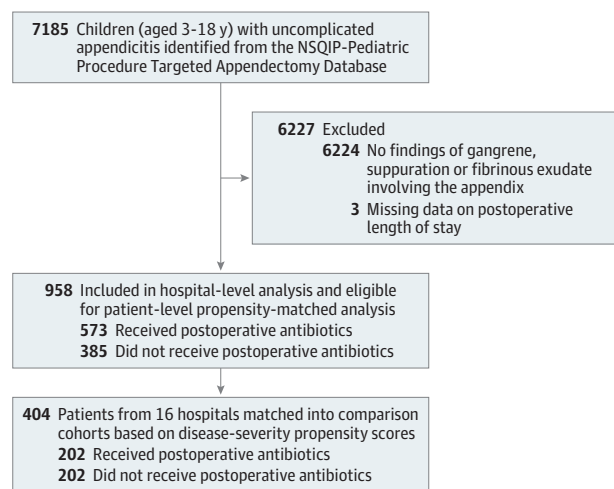 7185 Children (aged 3-18 y) with uncomplicated
appendicitis identified from the NSQIP-Pediatric
Procedure Targeted Appendectomy Database
6227 Excluded
6224 No findings of gangrene,
suppuration or fibrinous exudate
involving the appendix
3 Missing data on postoperative
length of stay
958 Included in hospital-level analysis and eligible
for patient-level propensity-matched analysis
573 Received postoperative antibiotics
385 Did not receive postoperative antibiotics
404 Patients from 16 hospitals matched into comparison
cohorts based on disease-severity propensity scores
202 Received postoperative antibiotics
202 Did not receive postoperative antibiotics